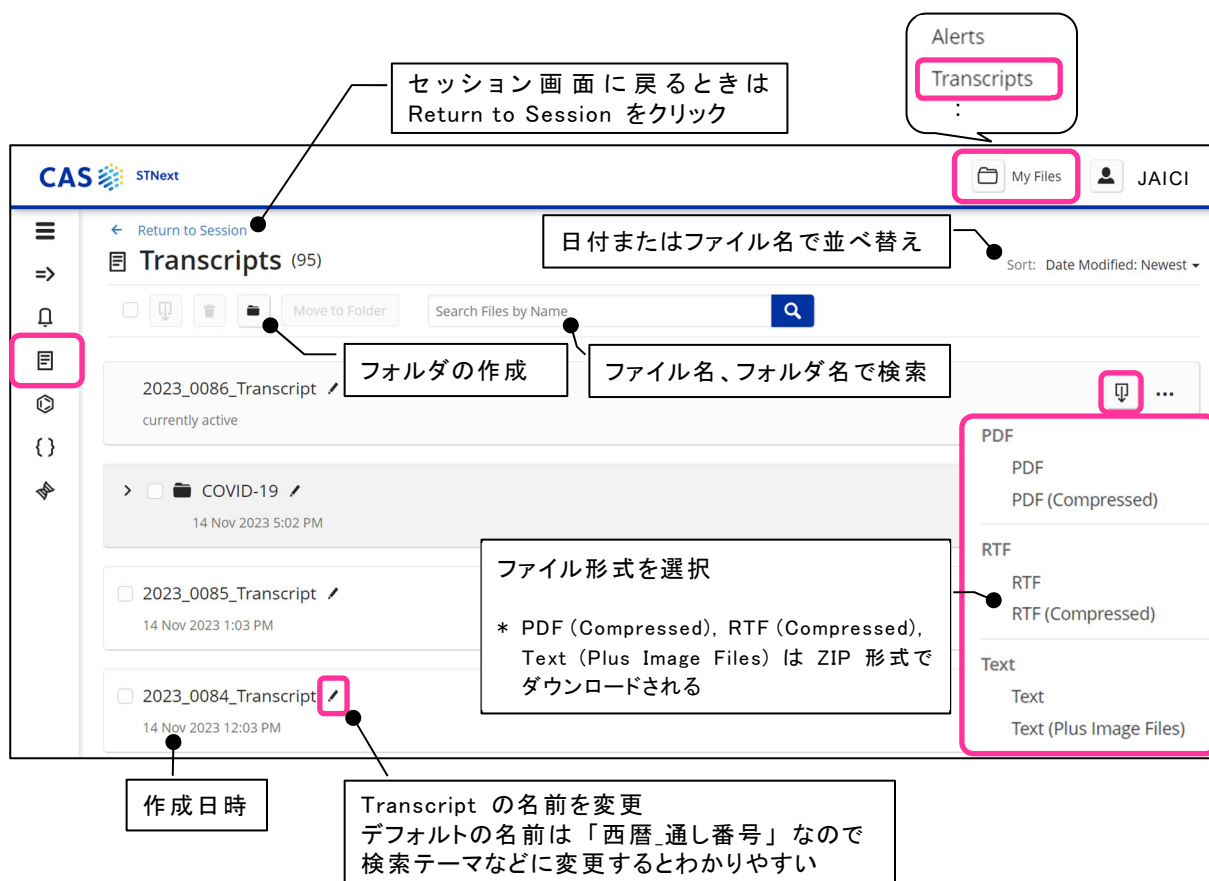 Alerts
Transcripts
:
セッション画面に戻るときは
Return to Session をクリック
CAS STNext
My Files
JAICI
← Return to Session
Transcripts (95)
日付またはファイル名で並べ替え
Sort: Date Modified: Newest
=>
Move to Folder
Search Files by Name
フォルダの作成
ファイル名、フォルダ名で検索
2023_0086_Transcript
currently active
...
{ }
PDF
PDF
PDF (Compressed)
RTF
RTF
RTF (Compressed)
Text
Text
Text (Plus Image Files)
> COVID-19
14 Nov 2023 5:02 PM
ファイル形式を選択
* PDF (Compressed), RTF (Compressed),
Text (Plus Image Files) は ZIP 形式で
ダウンロードされる
2023_0085_Transcript
14 Nov 2023 1:03 PM
2023_0084_Transcript
14 Nov 2023 12:03 PM
作成日時
Transcript の名前を変更
デフォルトの名前は「西暦_通し番号」なので
検索テーマなどに変更するとわかりやすい